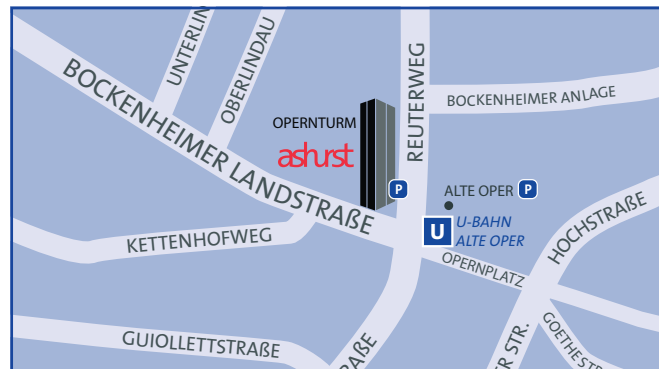 UNTERLIN
OBERLINDAU
REUTERWEG
BOCKENHEIMER LANDSTRASSE
BOCKENHEIMER ANLAGE
OPERNTURM
ashurst
P
ALTE OPER P
U U-BAHN
ALTE OPER
HOCHSTRAßE
KETTENHOFWEG
OPERNPLATZ
GOETHESTR
GUIOLLETTSTRAßE
RAßE
ER STR.